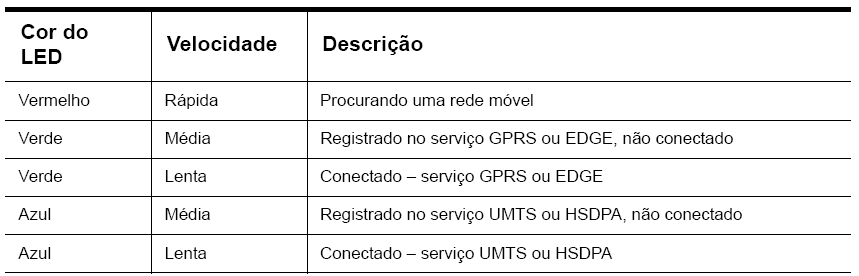 Cor do LED Velocidade Descrição
Vermelho Rápida Procurando uma rede móvel
Verde Média Registrado no serviço GPRS ou EDGE, não conectado
Verde Lenta Conectado – serviço GPRS ou EDGE
Azul Média Registrado no serviço UMTS ou HSDPA, não conectado
Azul Lenta Conectado – serviço UMTS ou HSDPA